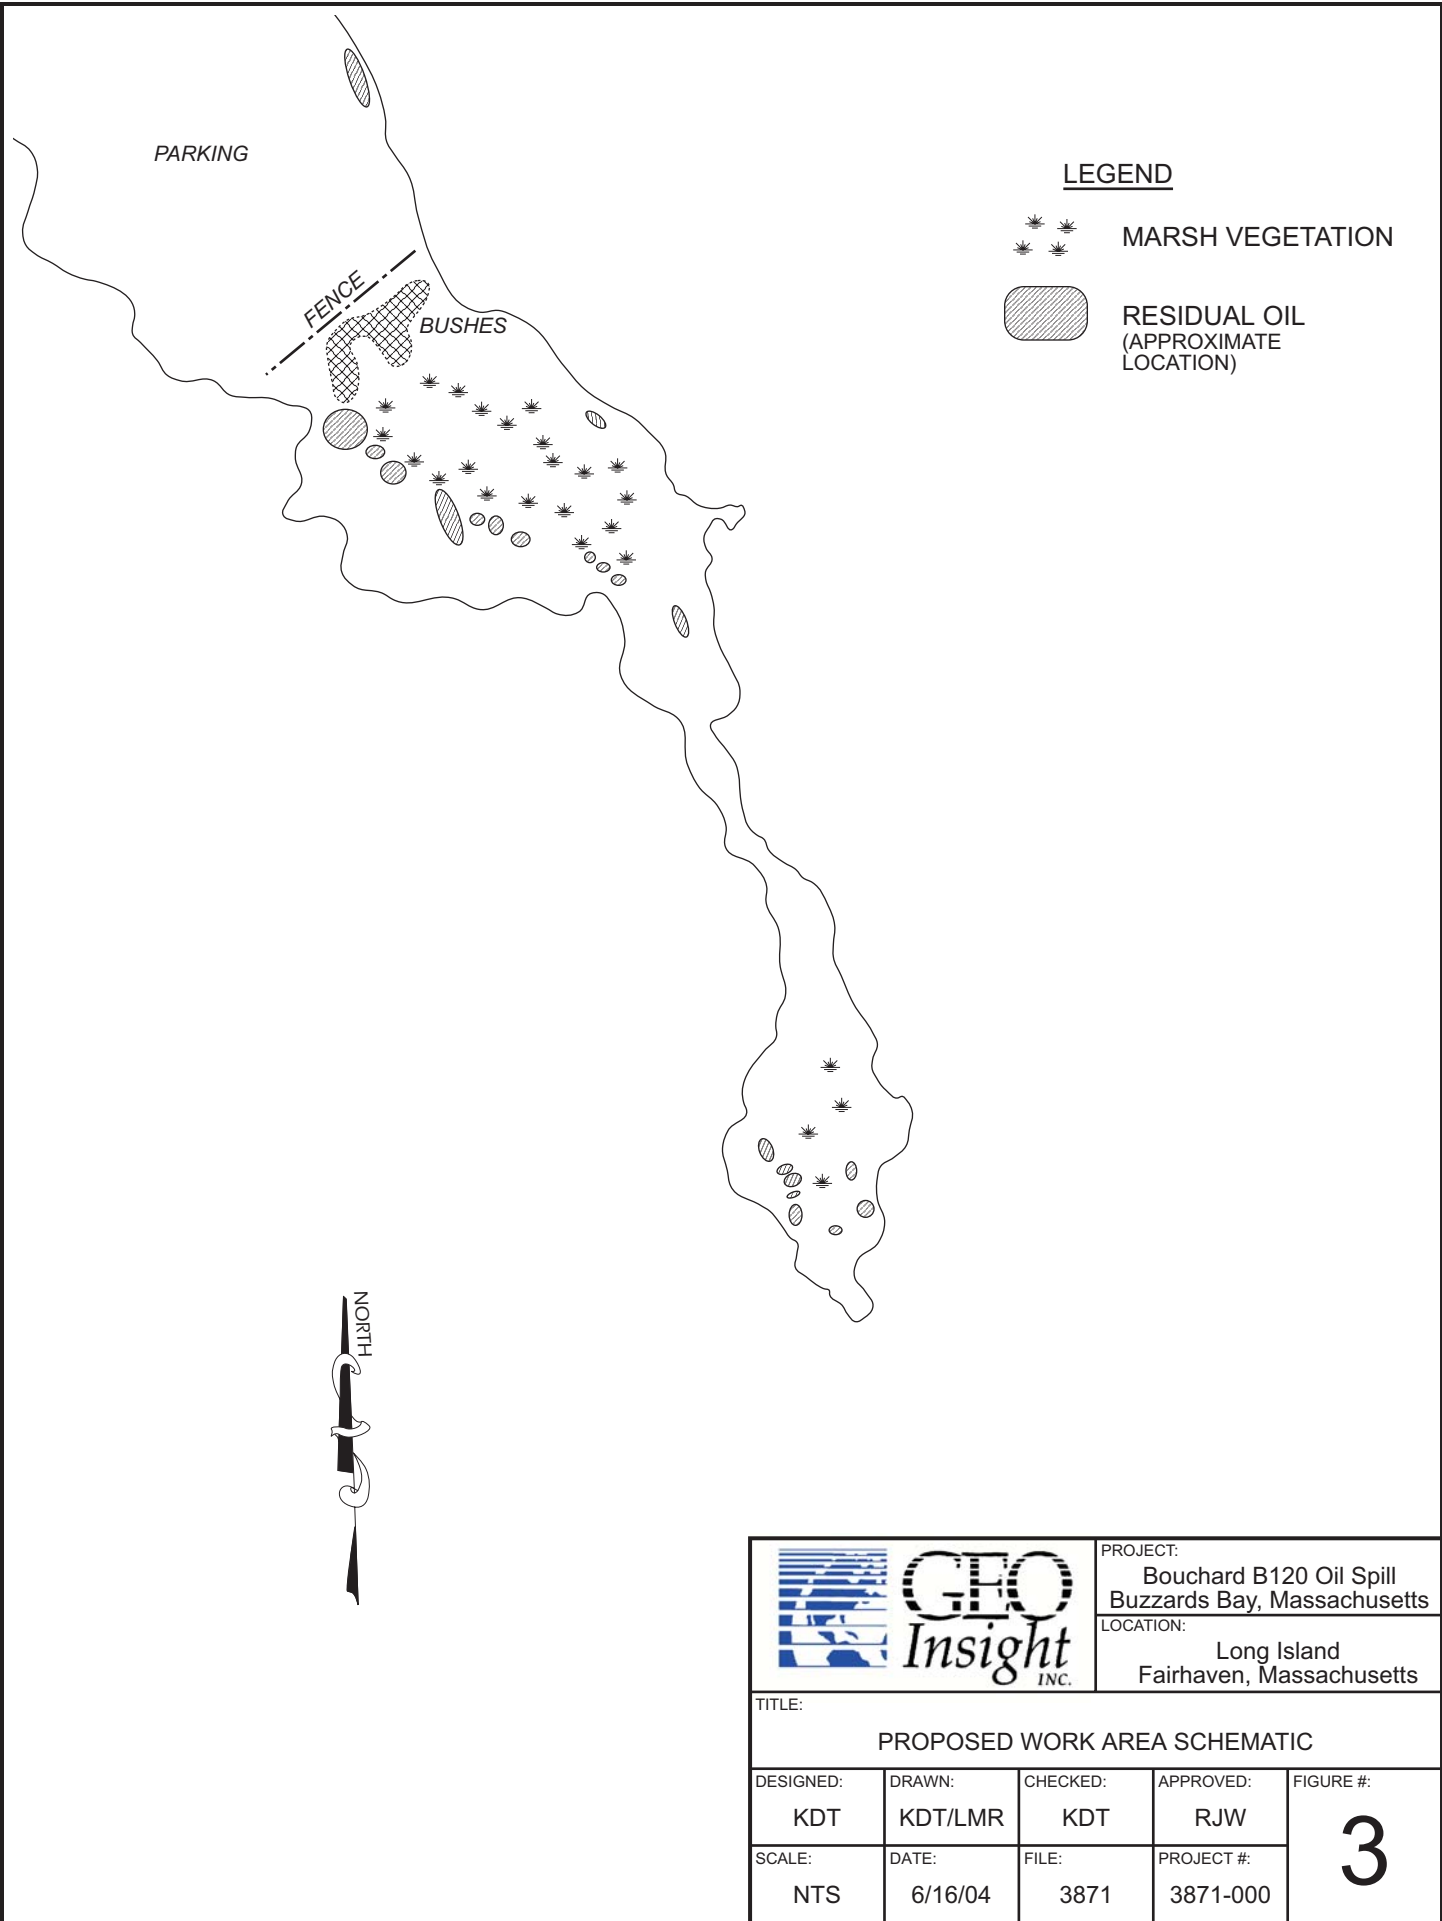 PARKING
LEGEND
MARSH VEGETATION
FENCE
BUSHES
RESIDUAL OIL
(APPROXIMATE
LOCATION)
NORTH
GEO
Insight
INC.
PROJECT:
Bouchard B120 Oil Spill
Buzzards Bay, Massachusetts
LOCATION:
Long Island
Fairhaven, Massachusetts
TITLE:
PROPOSED WORK AREA SCHEMATIC
DESIGNED:
KDT
DRAWN:
KDT/LMR
CHECKED:
KDT
APPROVED:
RJW
FIGURE #:
3
SCALE:
NTS
DATE:
6/16/04
FILE:
3871
PROJECT #:
3871-000